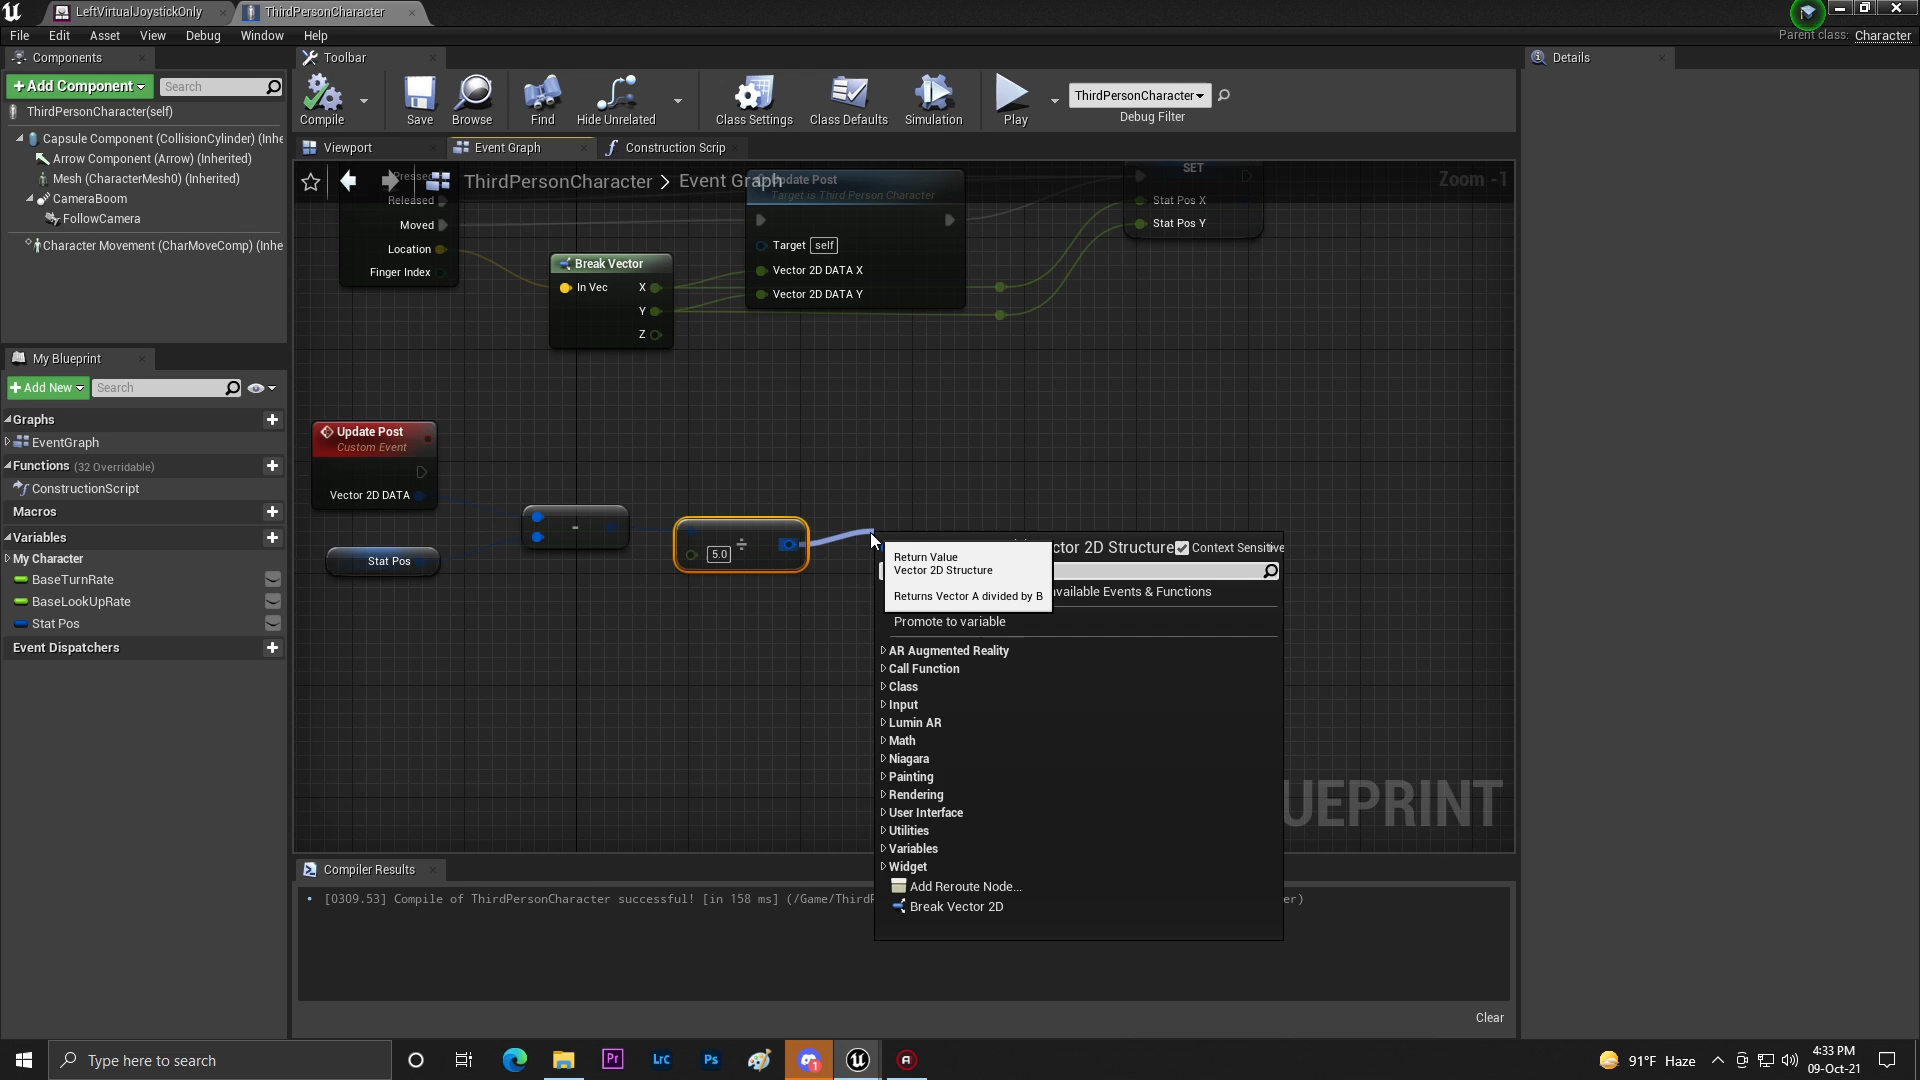 LeftVirtualJoystickOnly
ThirdPersonCharacter
File Edit Asset View Debug Window Help
Parent class: Character
Components
Toolbar
Details
+Add Component
Search
ThirdPersonCharacter(self)
Capsule Component (CollisionCylinder) (Inhe
Arrow Component (Arrow) (Inherited)
Mesh (CharacterMesh0) (Inherited)
CameraBoom
FollowCamera
Character Movement (CharMoveComp) (Inhe
Compile
Save
Browse
Find
Hide Unrelated
Class Settings
Class Defaults
Simulation
Play
ThirdPersonCharacter
Debug Filter
Viewport
Event Graph
Construction Scrip
ThirdPersonCharacter > Event Graph
Zoom -1
Pressed
Released
Moved
Location
Finger Index
Break Vector
In Vec
X
Y
Z
Update Post
Target is Third Person Character
Target self
Vector 2D DATA X
Vector 2D DATA Y
SET
Stat Pos X
Stat Pos Y
My Blueprint
+Add New
Search
Graphs
EventGraph
Functions (32 Overridable)
ConstructionScript
Macros
Variables
My Character
BaseTurnRate
BaseLookUpRate
Stat Pos
Event Dispatchers
Update Post
Custom Event
Vector 2D DATA
Stat Pos
-
5.0
÷
ctor 2D Structure
Context Sensitive
Return Value
Vector 2D Structure
Returns Vector A divided by B
vailable Events & Functions
Promote to variable
AR Augmented Reality
Call Function
Class
Input
Lumin AR
Math
Niagara
Painting
Rendering
User Interface
Utilities
Variables
Widget
Add Reroute Node...
Break Vector 2D
UEPRINT
Compiler Results
[0309.53] Compile of ThirdPersonCharacter successful! [in 158 ms] (/Game/ThirdP
er)
Clear
Type here to search
Pr
Lrc
Ps
1
91°F Haze
4:33 PM
09-Oct-21